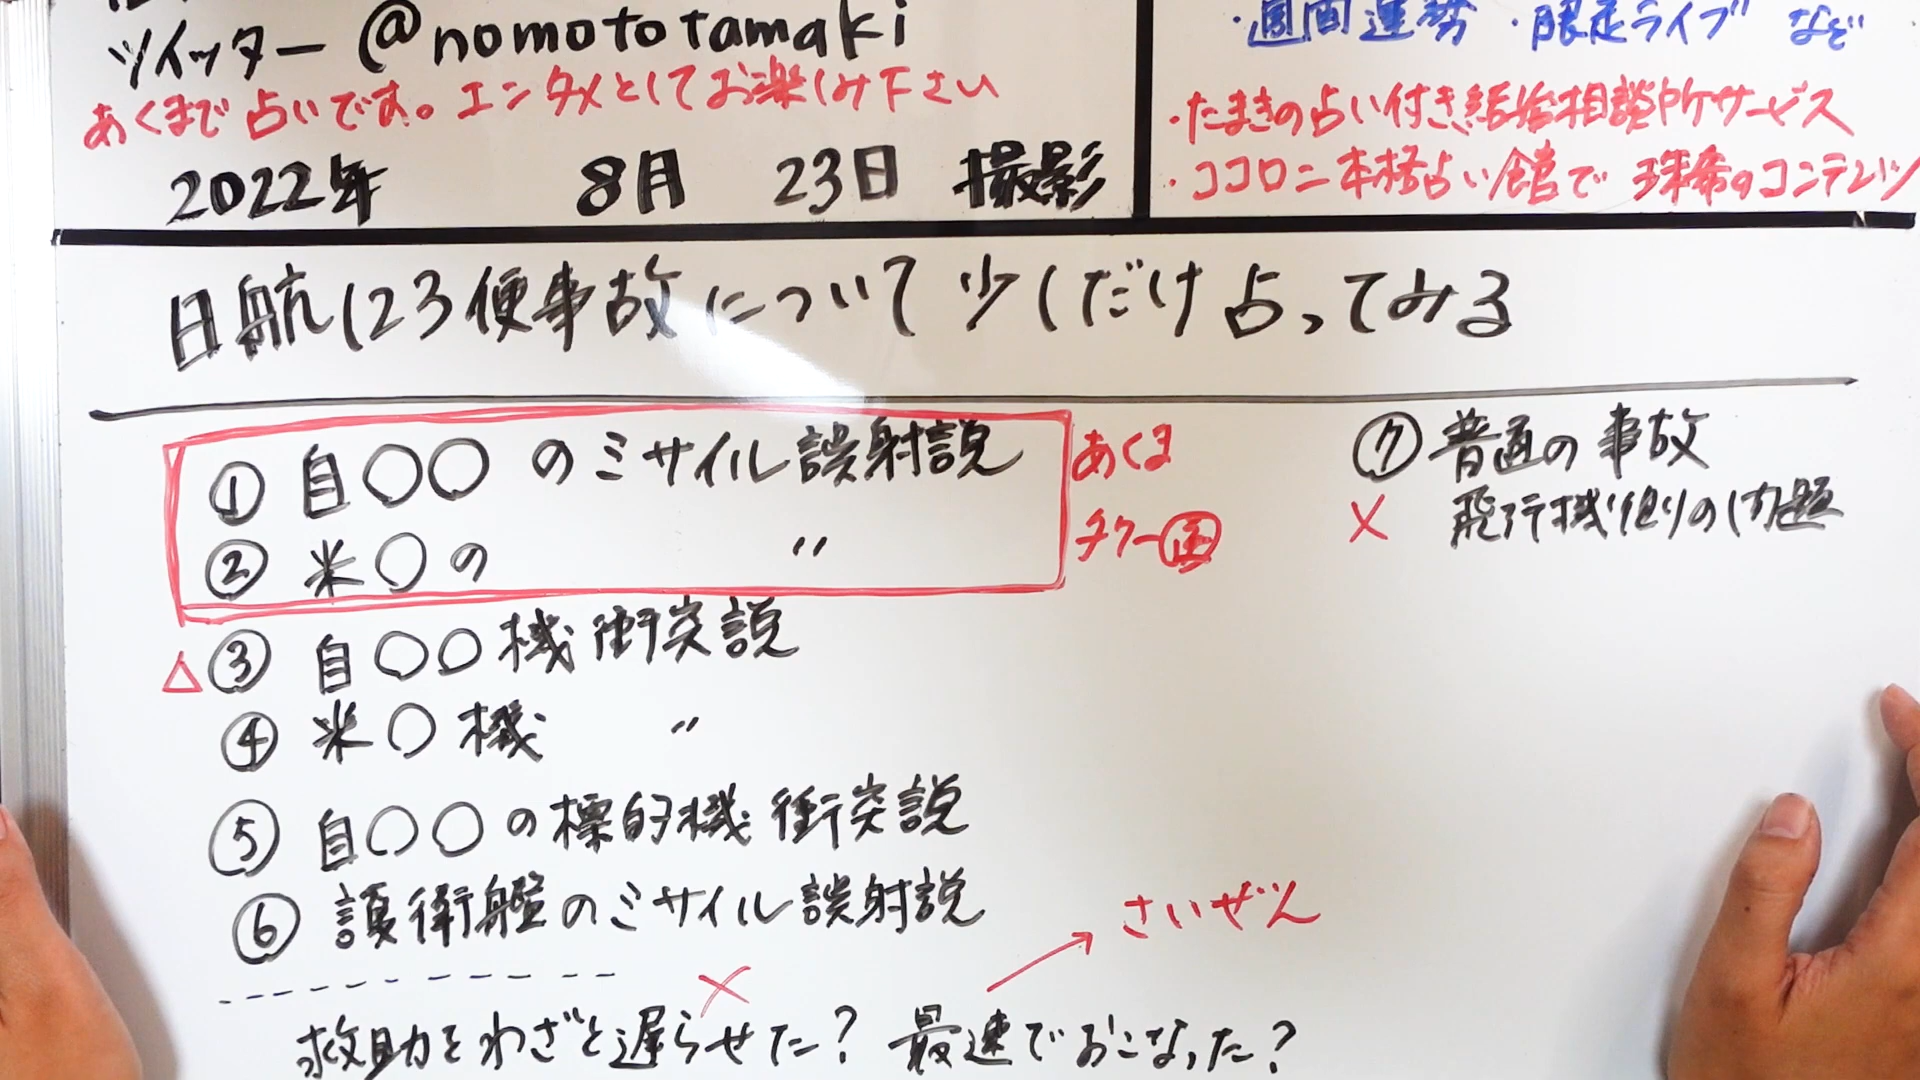 ツイッター @nomototamaki
あくまで占いです。エンタメとしてお楽しみ下さい
2022年 8月 23日 撮影
・週間運勢 ・限定ライブ など
・たまきの占い付き結婚相談所サービス
・ココロニ本格占い館で 珠希のコンテンツ
日航123便事故について少しだけ占ってみる
① 自〇〇のミサイル誤射説
② 米〇の 〃
あくま
タワー正
△③ 自〇〇機衝突説
④ 米〇機 〃
⑤ 自〇〇の標的機衝突説
⑥ 護衛艦のミサイル誤射説
⑦ 普通の事故
× 飛行機側の問題
さいぜん
×
救助をわざと遅らせた? 最速でおこなった?